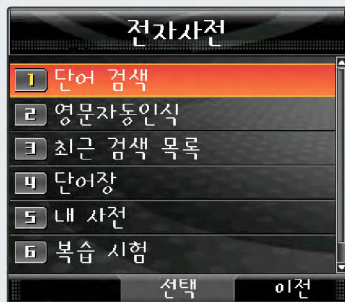 전자사전
1 단어 검색
2 영문자동인식
3 최근 검색 목록
4 단어장
5 내 사전
6 복습 시험
선택 이전